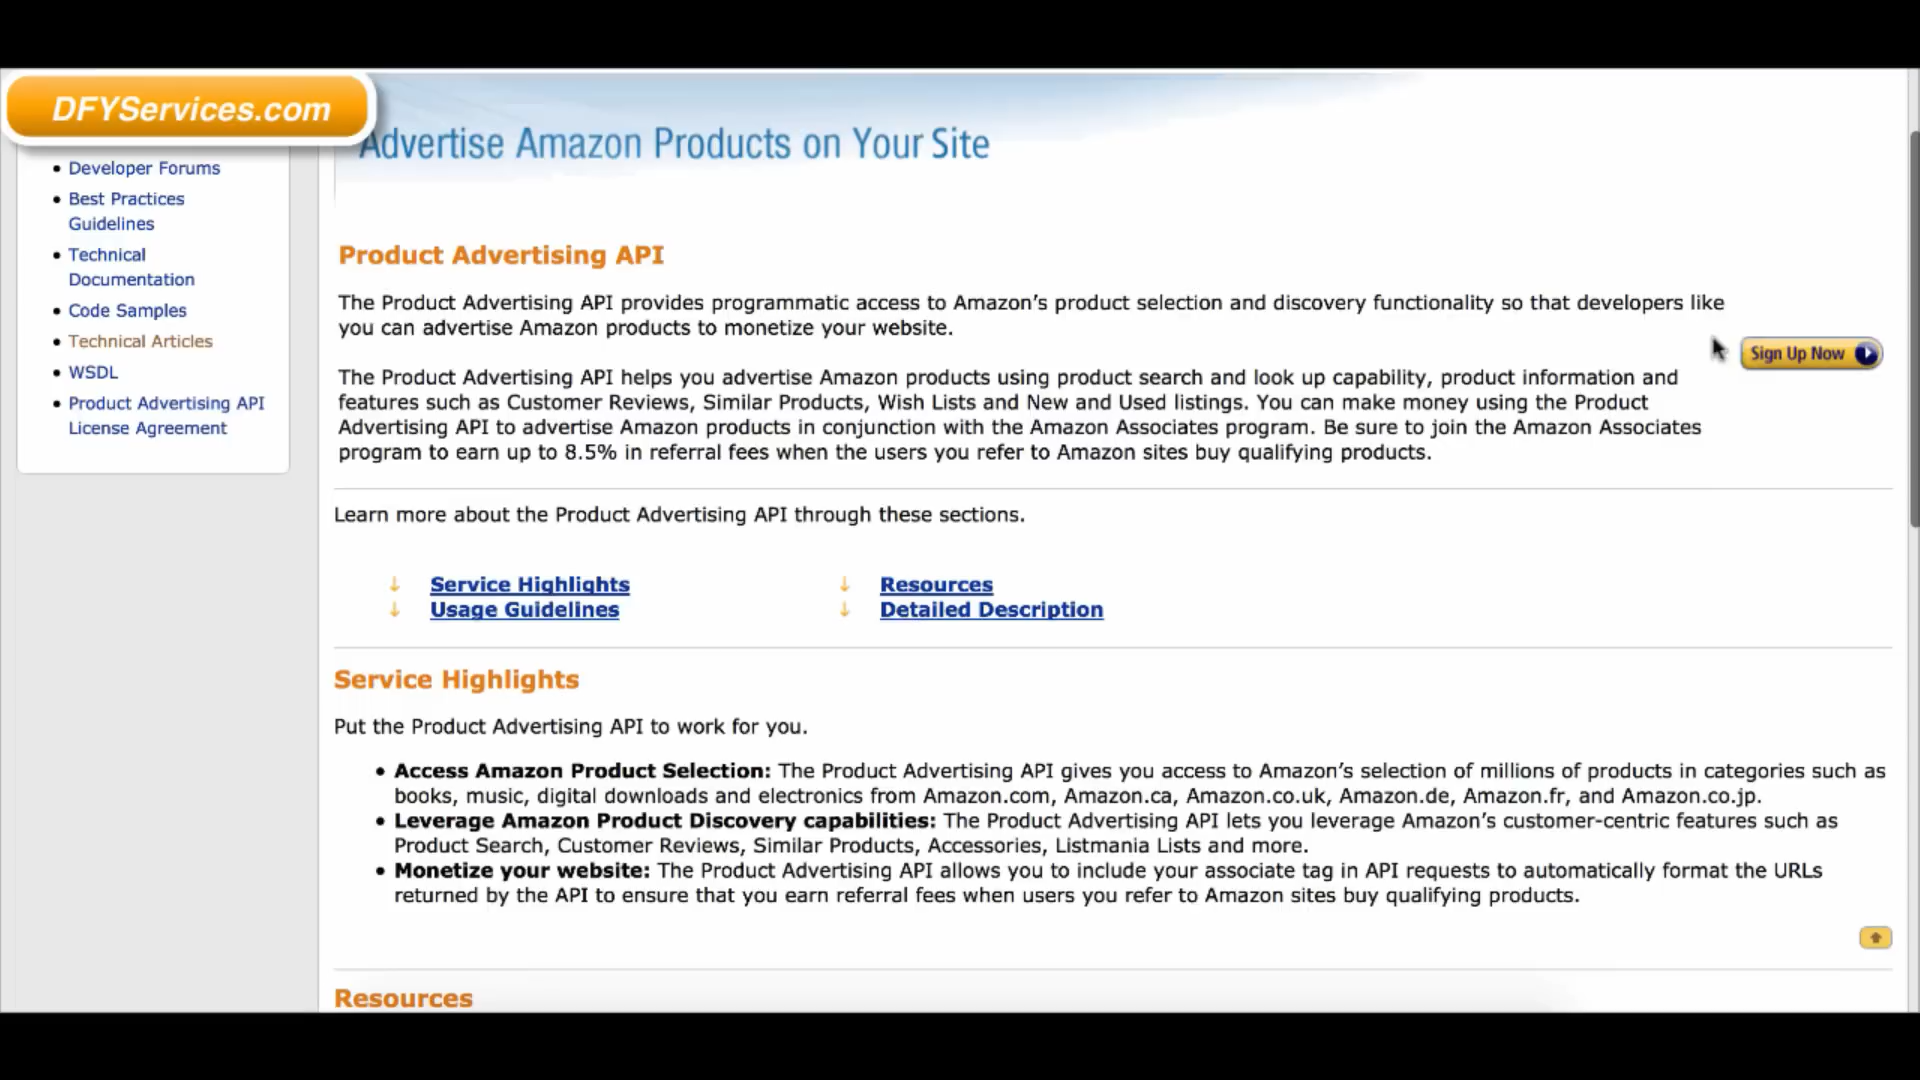 DFYServices.com
Advertise Amazon Products on Your Site
Developer Forums
Best Practices
Guidelines
Technical
Documentation
Code Samples
Technical Articles
WSDL
Product Advertising API
License Agreement
Product Advertising API
The Product Advertising API provides programmatic access to Amazon’s product selection and discovery functionality so that developers like
you can advertise Amazon products to monetize your website.
Sign Up Now
The Product Advertising API helps you advertise Amazon products using product search and look up capability, product information and
features such as Customer Reviews, Similar Products, Wish Lists and New and Used listings. You can make money using the Product
Advertising API to advertise Amazon products in conjunction with the Amazon Associates program. Be sure to join the Amazon Associates
program to earn up to 8.5% in referral fees when the users you refer to Amazon sites buy qualifying products.
Learn more about the Product Advertising API through these sections.
Service Highlights
Usage Guidelines
Resources
Detailed Description
Service Highlights
Put the Product Advertising API to work for you.
Access Amazon Product Selection: The Product Advertising API gives you access to Amazon’s selection of millions of products in categories such as
books, music, digital downloads and electronics from Amazon.com, Amazon.ca, Amazon.co.uk, Amazon.de, Amazon.fr, and Amazon.co.jp.
Leverage Amazon Product Discovery capabilities: The Product Advertising API lets you leverage Amazon’s customer-centric features such as
Product Search, Customer Reviews, Similar Products, Accessories, Listmania Lists and more.
Monetize your website: The Product Advertising API allows you to include your associate tag in API requests to automatically format the URLs
returned by the API to ensure that you earn referral fees when users you refer to Amazon sites buy qualifying products.
Resources